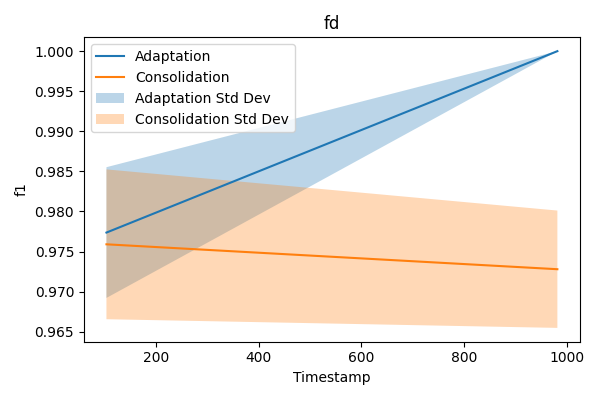 fd
1.000
0.995
0.990
0.985
0.980
0.975
0.970
0.965
f1
Adaptation
Consolidation
Adaptation Std Dev
Consolidation Std Dev
200
400
600
800
1000
Timestamp